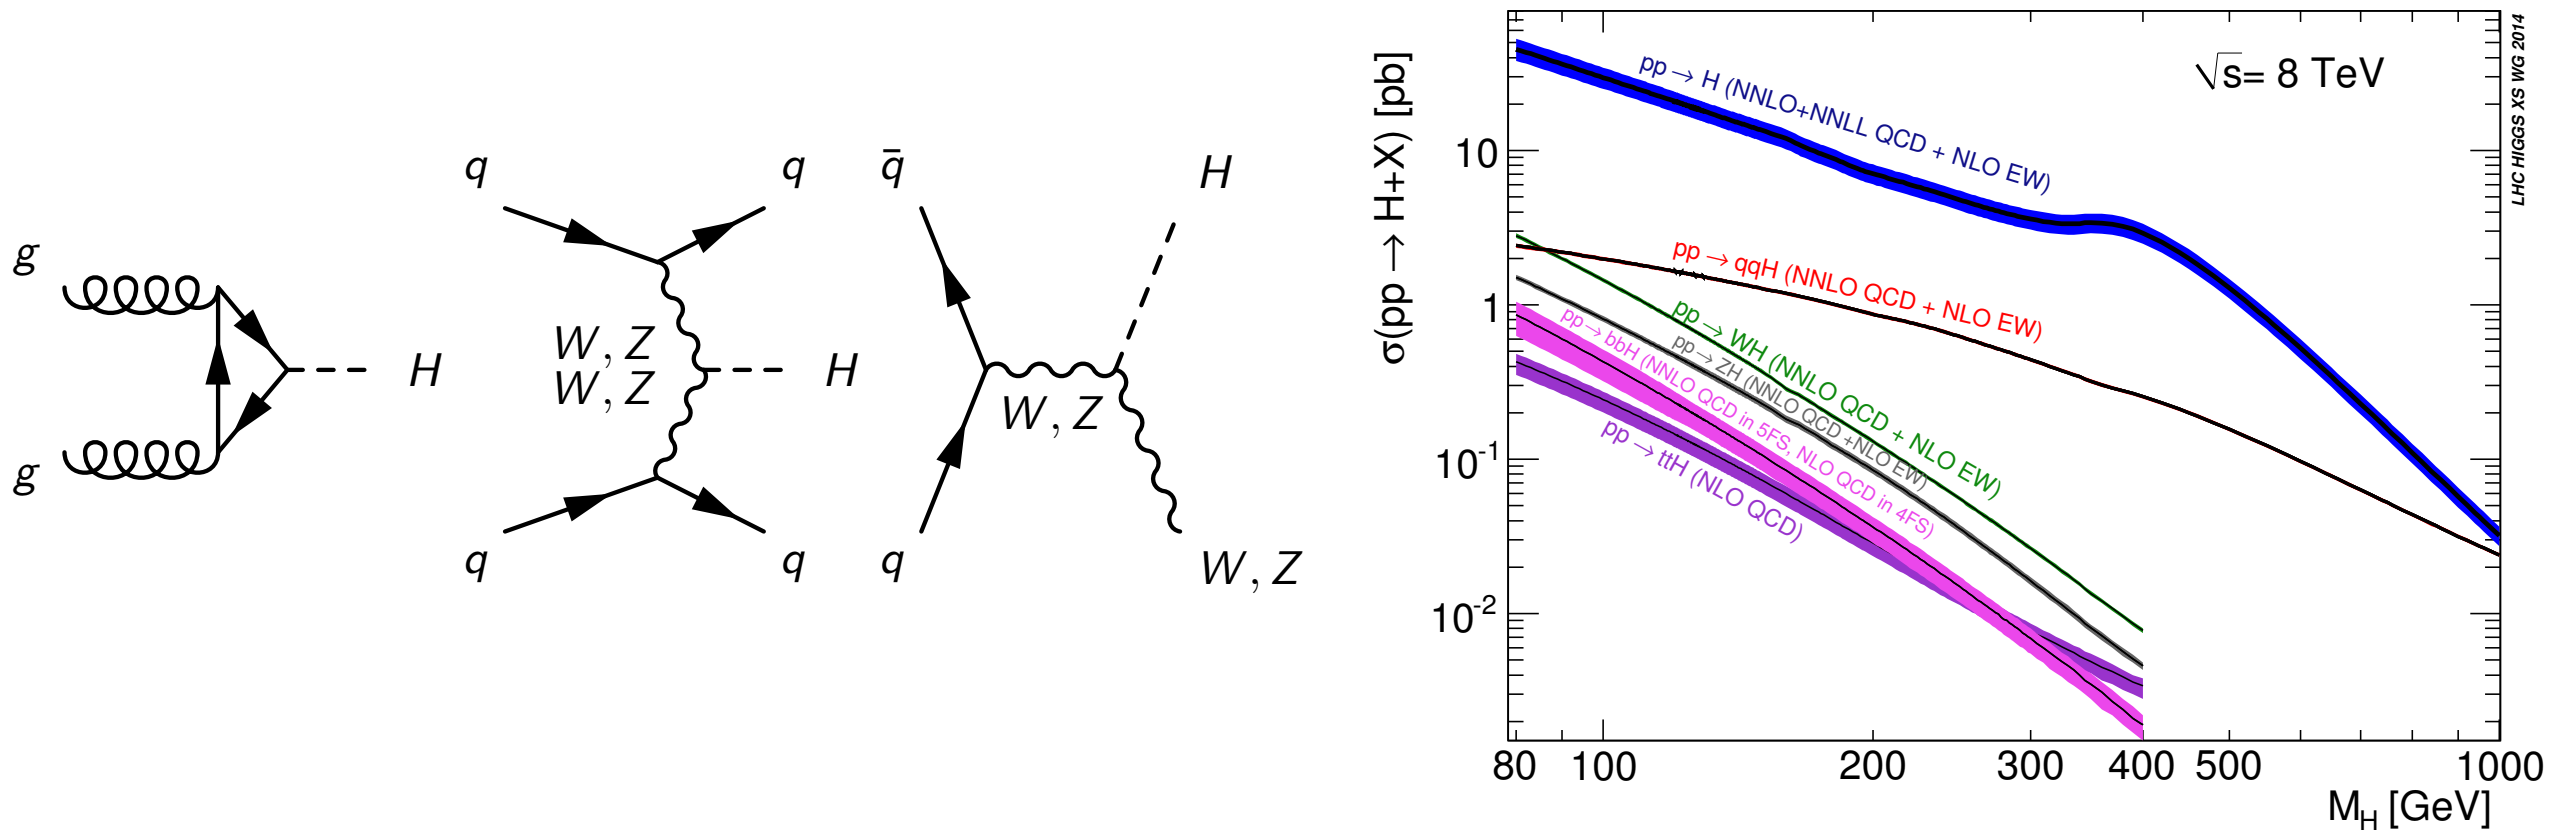 g
g
H
q
q
W, Z
W, Z
H
q
q
q̄
H
W, Z
q
W, Z
σ(pp → H+X) [pb]
√s= 8 TeV
LHC HIGGS XS WG 2014
pp → H (NNLO+NNLL QCD + NLO EW)
pp → qqH (NNLO QCD + NLO EW)
pp → WH (NNLO QCD + NLO EW)
pp → ZH (NNLO QCD +NLO EW)
pp → bbH (NNLO QCD in 5FS, NLO QCD in 4FS)
pp → ttH (NLO QCD)
10
1
10⁻¹
10⁻²
80 100 200 300 400 500 1000
M_H [GeV]